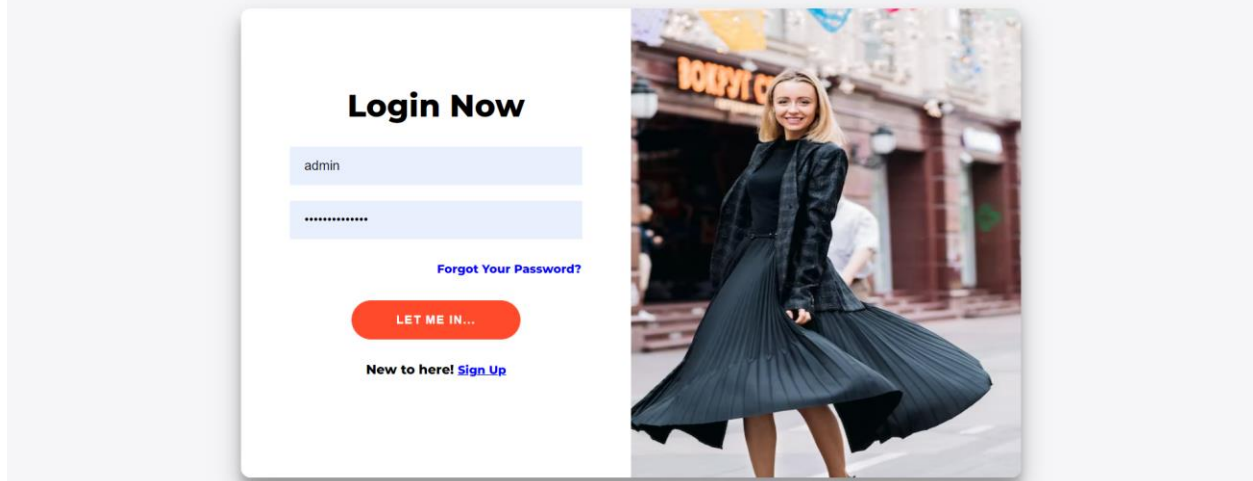 Login Now
admin
••••••••••••••
Forgot Your Password?
LET ME IN...
New to here! Sign Up
ВОКРУГ